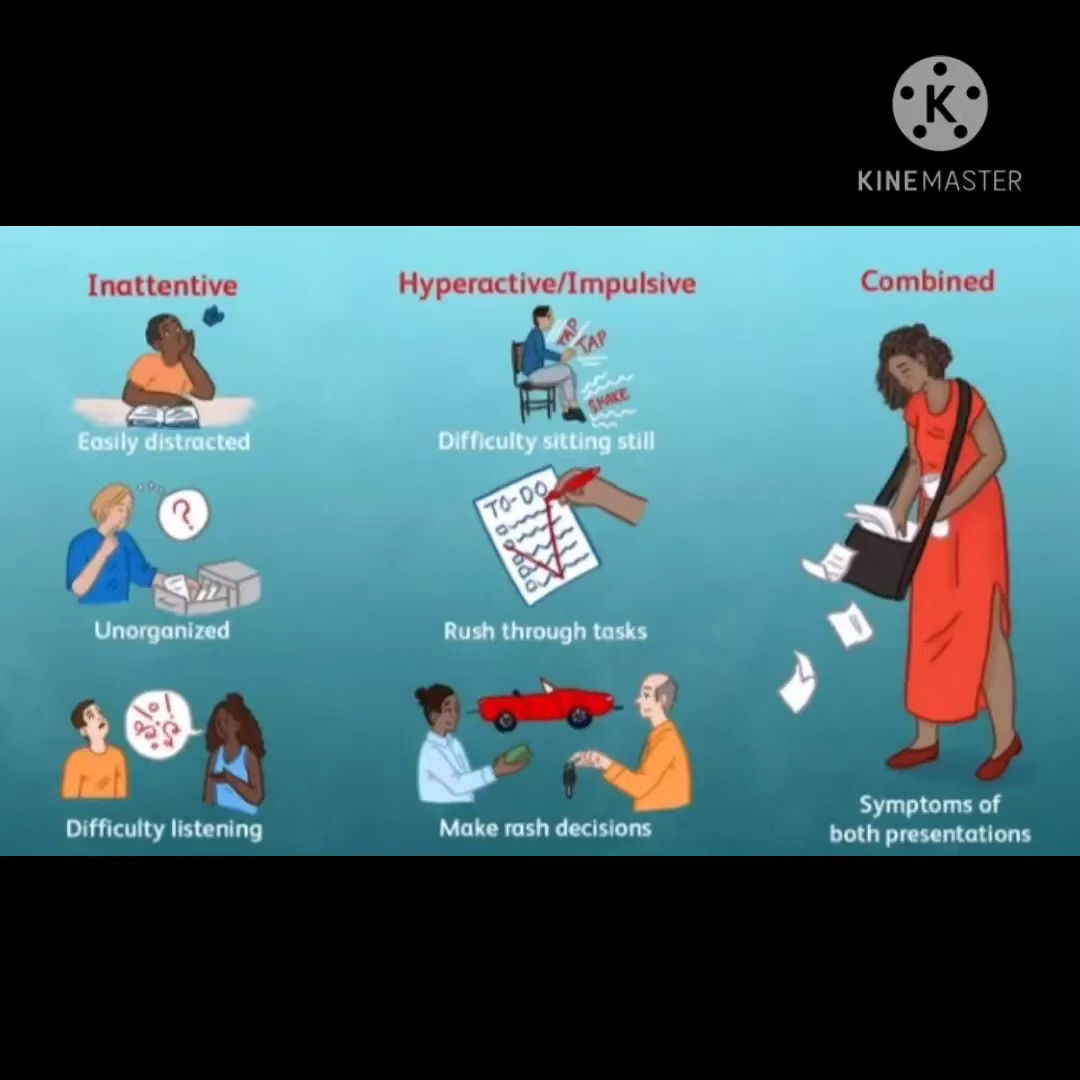 KINEMASTER
Inattentive
Easily distracted
?
Unorganized
Difficulty listening
Hyperactive/Impulsive
TAP
TAP
SHAKE
Difficulty sitting still
TO-DO
Rush through tasks
Make rash decisions
Combined
Symptoms of
both presentations